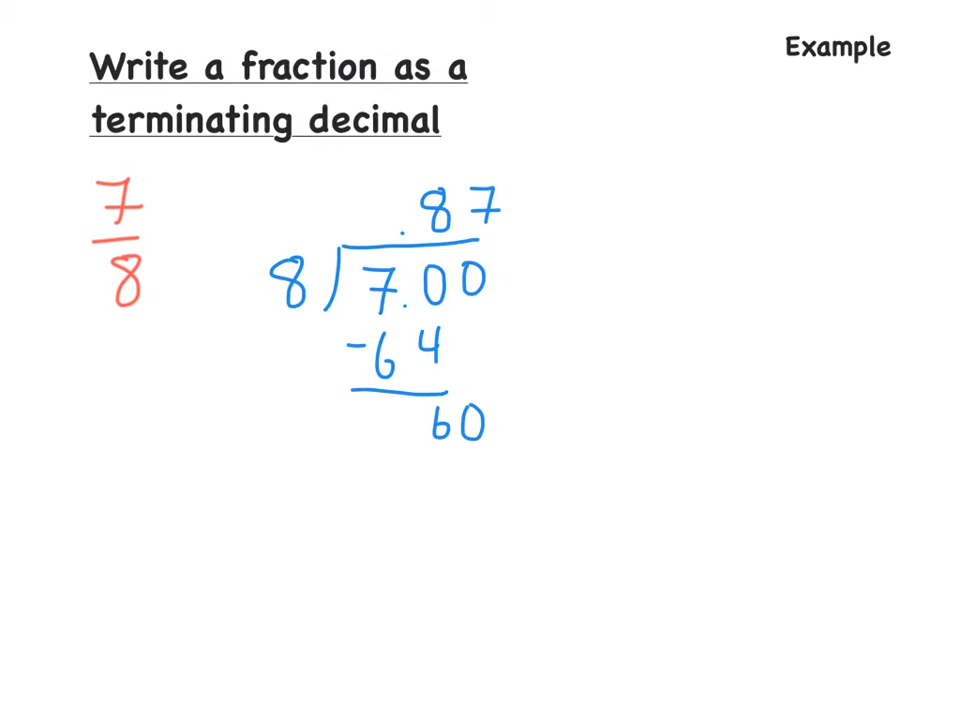 Example
Write a fraction as a
terminating decimal
7
8
.87
8 7.00
-64
60